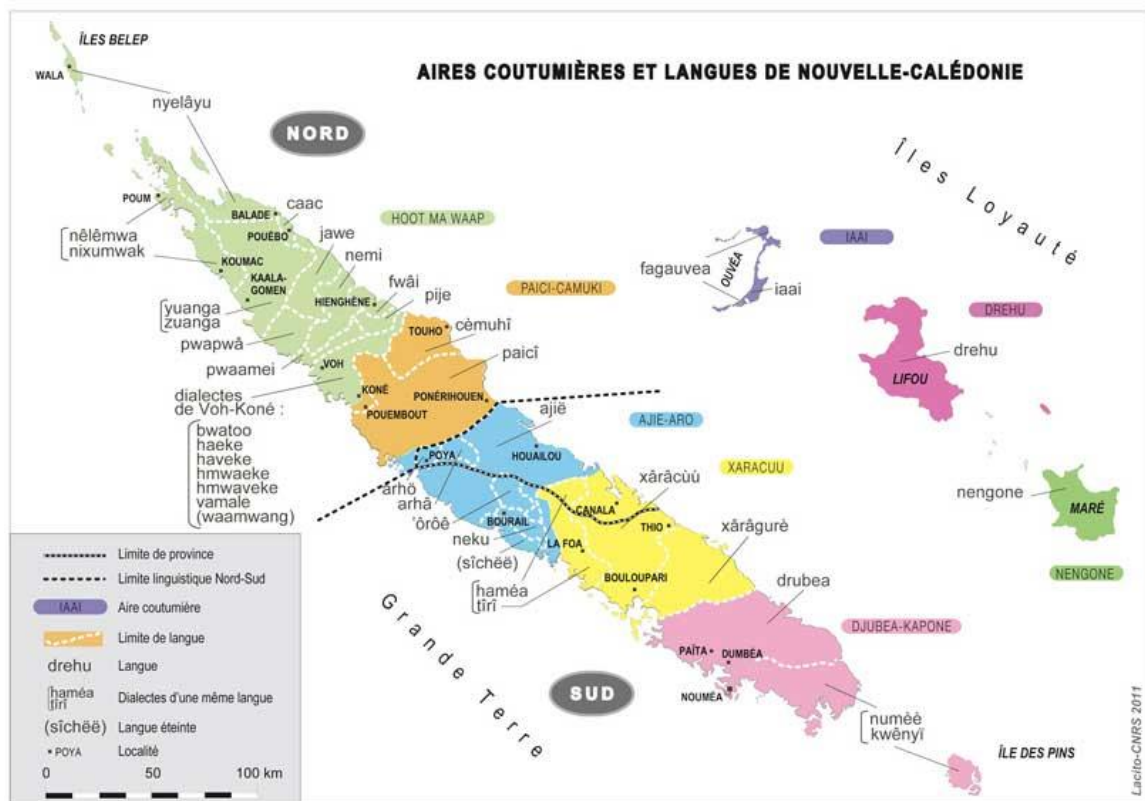 ÎLES BELEP
WALA
AIRES COUTUMIÈRES ET LANGUES DE NOUVELLE-CALÉDONIE
nyelâyu
NORD
Îles Loyauté
POUM
BALADE
caac
POUÉBO
HOOT MA WAAP
jawe
nêlêmwa
nixumwak
KOUMAC
nemi
KAALA-
GOMEN
fwâi
HIENGHÈNE
pije
yuanga
zuanga
pwapwâ
pwaamei
VOH
OUVÉA
IAAI
fagauvea
iaai
PAICI-CAMUKI
TOUHO
cèmuhî
paicî
DREHU
drehu
LIFOU
dialectes
de Voh-Koné :
bwatoo
haeke
haveke
hmwaeke
hmwaveke
vamale
(waamwang)
KONÉ
POUEMBOUT
PONÉRIHOUEN
ajië
AJIE-ARO
POYA
HOUAILOU
XARACUU
arhö
arhâ
'ôrôê
CANALA
xârâcùù
nengone
MARÉ
NENGONE
BOURAIL
neku
(sîchëë)
LA FOA
THIO
xârâgurè
haméa
tîrî
BOULOUPARI
drubea
DJUBEA-KAPONE
PAÏTA
DUMBÉA
NOUMÉA
Grande Terre
SUD
numèè
kwênyï
ÎLE DES PINS
Limite de province
Limite linguistique Nord-Sud
IAAI Aire coutumière
Limite de langue
drehu Langue
haméa
tîrî
Dialectes d'une même langue
(sîchëë) Langue éteinte
POYA Localité
0 50 100 km
Lacito-CNRS 2011